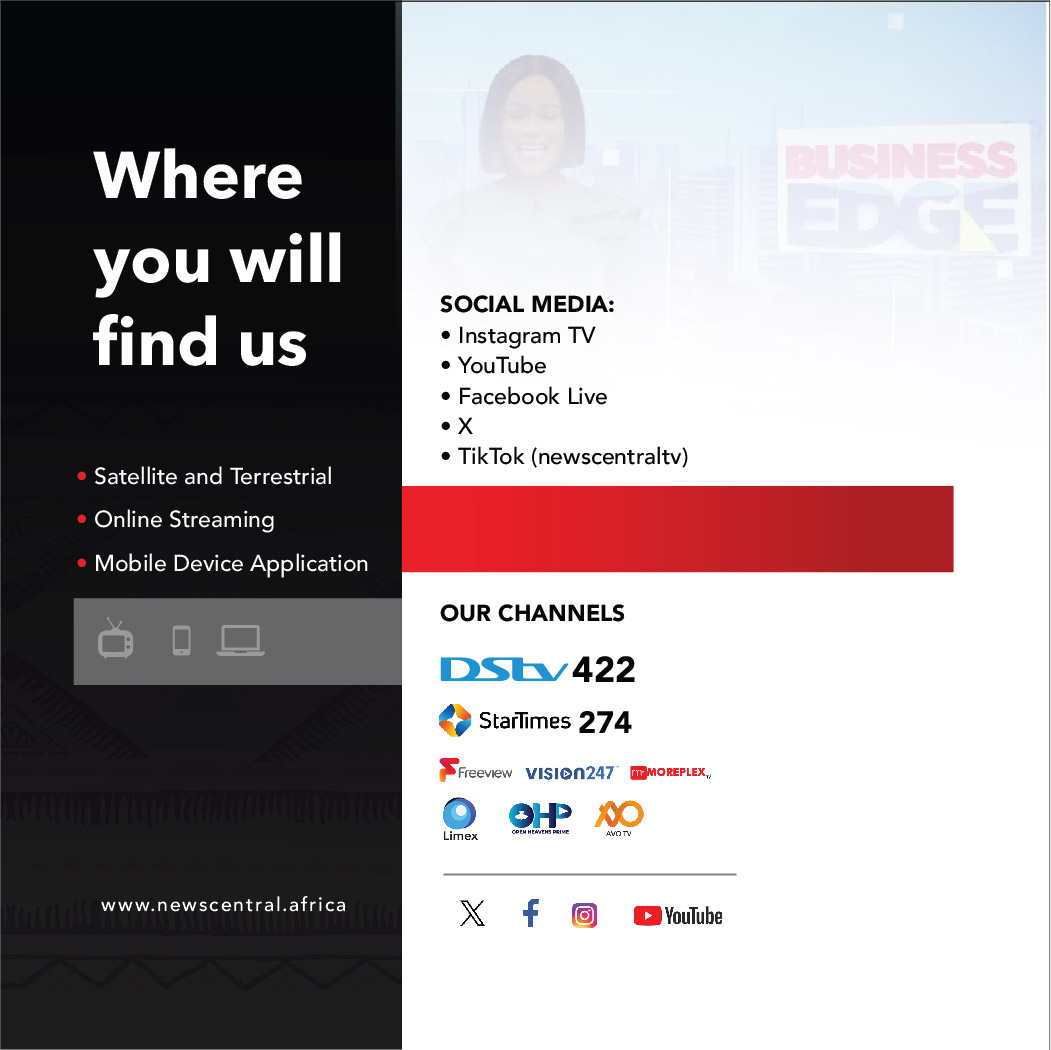 Where
you will
find us
• Satellite and Terrestrial
• Online Streaming
• Mobile Device Application
www.newscentral.africa
BUSINESS
EDGE
SOCIAL MEDIA:
• Instagram TV
• YouTube
• Facebook Live
• X
• TikTok (newscentraltv)
OUR CHANNELS
DStv 422
StarTimes 274
Freeview VISION247 m MOREPLEX TV
Limex OHP OPEN HEAVENS PRIME AVO TV
X f YouTube